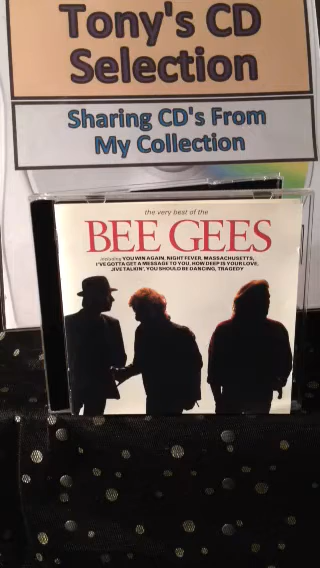 Tony's CD
Selection
Sharing CD's From
My Collection
the very best of the
BEE GEES
including YOU WIN AGAIN, NIGHT FEVER, MASSACHUSETTS,
I'VE GOTTA GET A MESSAGE TO YOU, HOW DEEP IS YOUR LOVE,
JIVE TALKIN', YOU SHOULD BE DANCING, TRAGEDY